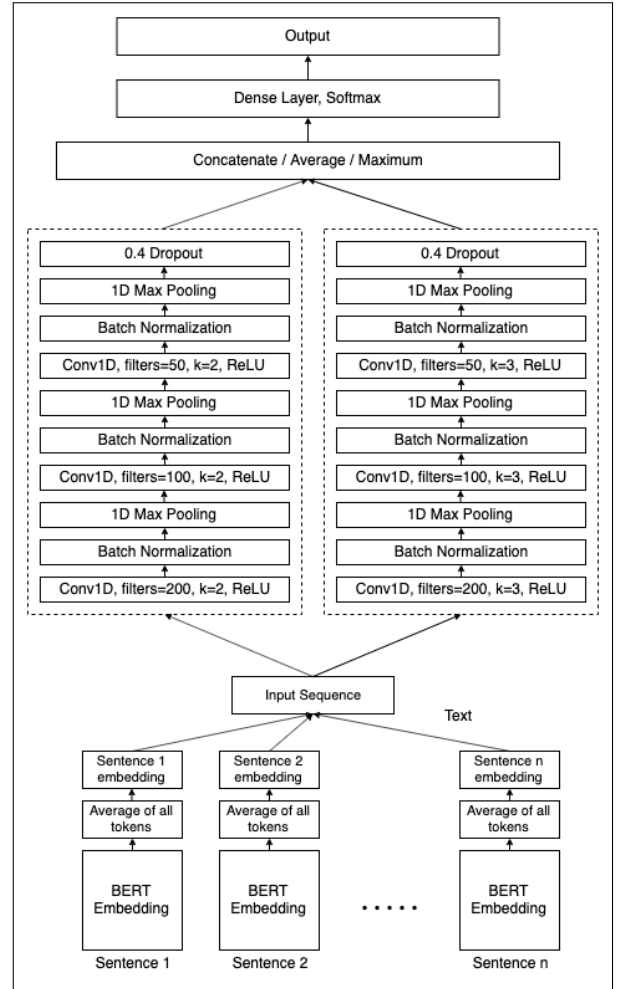 Output
Dense Layer, Softmax
Concatenate / Average / Maximum
0.4 Dropout
1D Max Pooling
Batch Normalization
Conv1D, filters=50, k=2, ReLU
1D Max Pooling
Batch Normalization
Conv1D, filters=100, k=2, ReLU
1D Max Pooling
Batch Normalization
Conv1D, filters=200, k=2, ReLU
0.4 Dropout
1D Max Pooling
Batch Normalization
Conv1D, filters=50, k=3, ReLU
1D Max Pooling
Batch Normalization
Conv1D, filters=100, k=3, ReLU
1D Max Pooling
Batch Normalization
Conv1D, filters=200, k=3, ReLU
Input Sequence
Text
Sentence 1
embedding
Average of all
tokens
BERT
Embedding
Sentence 1
Sentence 2
embedding
Average of all
tokens
BERT
Embedding
Sentence 2
. . . . .
Sentence n
embedding
Average of all
tokens
BERT
Embedding
Sentence n